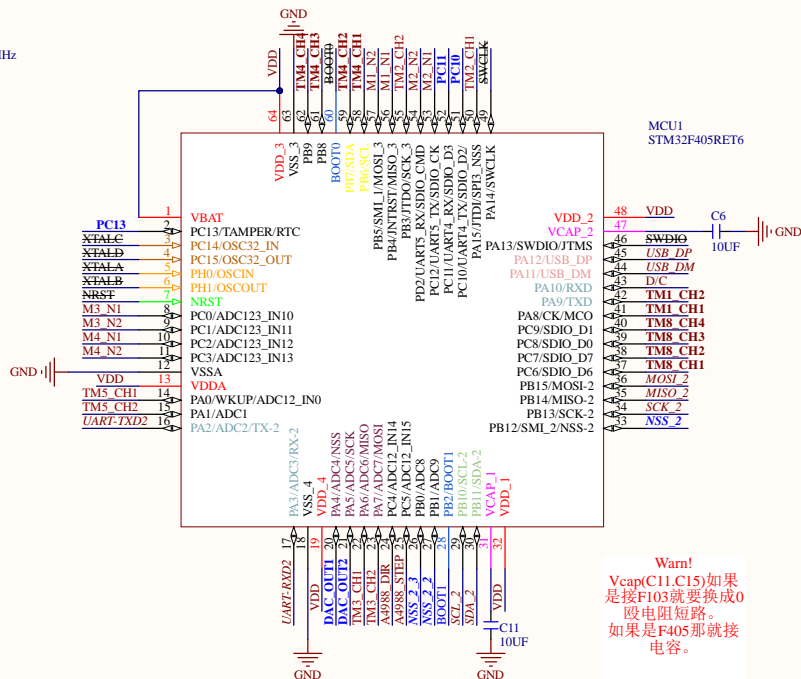 Hz
GND
VDD
TM4_CH4
TM4_CH3
BOOT0
TM4_CH2
TM4_CH1
M1_N2
M1_N1
TM2_CH2
M2_N2
M2_N1
PC11
PC10
TM2_CH1
SWCLK
64
63
62
61
60
59
58
57
56
55
54
53
52
51
50
49
VDD_3
VSS_3
PB9
PB8
BOOT0
PB7/SDA
PB6/SCL
PB5/SMI_I/MOSI_3
PB4/INTRST/MISO_3
PB3/JTDO/SCK_3
PD2/UART5_RX/SDIO_CMD
PC12/UART5_TX/SDIO_CK
PC11/UART4_RX/SDIO_D3
PC10/UART4_TX/SDIO_D2/
PA15/JTDI/SPI3_NSS
PA14/SWCLK
MCU1
STM32F405RET6
1 VBAT
PC13 2 PC13/TAMPER/RTC
XTALC 3 PC14/OSC32_IN
XTALD 4 PC15/OSC32_OUT
XTALA 5 PH0/OSCIN
XTALB 6 PH1/OSCOUT
NRST 7 NRST
M3_N1 8 PC0/ADC123_IN10
M3_N2 9 PC1/ADC123_IN11
M4_N1 10 PC2/ADC123_IN12
M4_N2 11 PC3/ADC123_IN13
GND 12 VSSA
VDD 13 VDDA
TM5_CH1 14 PA0/WKUP/ADC12_IN0
TM5_CH2 15 PA1/ADC1
UART-TXD2 16 PA2/ADC2/TX-2
VDD_2 48 VDD
VCAP_2 47
C6
10UF
GND
PA13/SWDIO/JTMS 46 SWDIO
PA12/USB_DP 45 USB_DP
PA11/USB_DM 44 USB_DM
PA10/RXD 43 D/C
PA9/TXD 42 TM1_CH2
PA8/CK/MCO 41 TM1_CH1
PC9/SDIO_D1 40 TM8_CH4
PC8/SDIO_D0 39 TM8_CH3
PC7/SDIO_D7 38 TM8_CH2
PC6/SDIO_D6 37 TM8_CH1
PB15/MOSI-2 36 MOSI_2
PB14/MISO-2 35 MISO_2
PB13/SCK-2 34 SCK_2
PB12/SMI_2/NSS-2 33 NSS_2
PA3/ADC3/RX-2
VSS_4
VDD_4
PA4/ADC4/NSS
PA5/ADC5/SCK
PA6/ADC6/MISO
PA7/ADC7/MOSI
PC4/ADC12_IN14
PC5/ADC12_IN15
PB0/ADC8
PB1/ADC9
PB2/BOOT1
PB10/SCL-2
PB11/SDA-2
VCAP_1
VDD_1
17
18
19
20
21
22
23
24
25
26
27
28
29
30
31
32
UART-RXD2
VDD
DAC_OUT1
DAC_OUT2
TM3_CH1
TM3_CH2
A4988_DIR
A4988_STEP
NSS_2_3
NSS_2_2
BOOT1
SCL_2
SDA_2
VDD
C11
10UF
GND
GND
Warn!
Vcap(C11.C15)如果
是接F103就要换成0
殴电阻短路。
如果是F405那就接
电容。